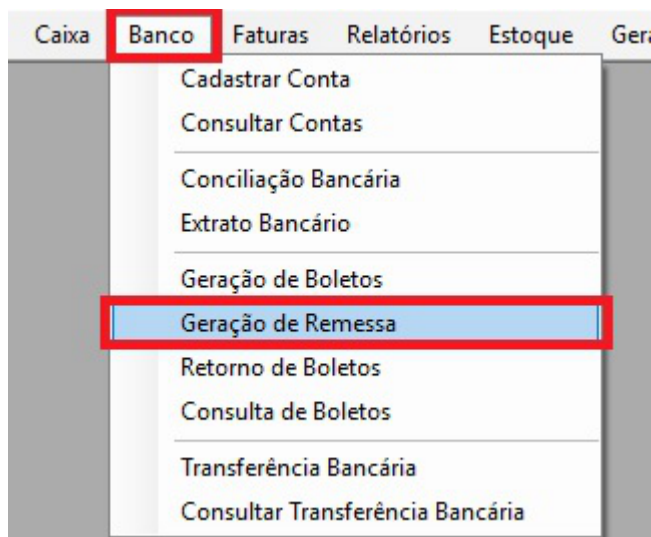 Caixa Banco Faturas Relatórios Estoque
Cadastrar Conta
Consultar Contas
Conciliação Bancária
Extrato Bancário
Geração de Boletos
Geração de Remessa
Retorno de Boletos
Consulta de Boletos
Transferência Bancária
Consultar Transferência Bancária